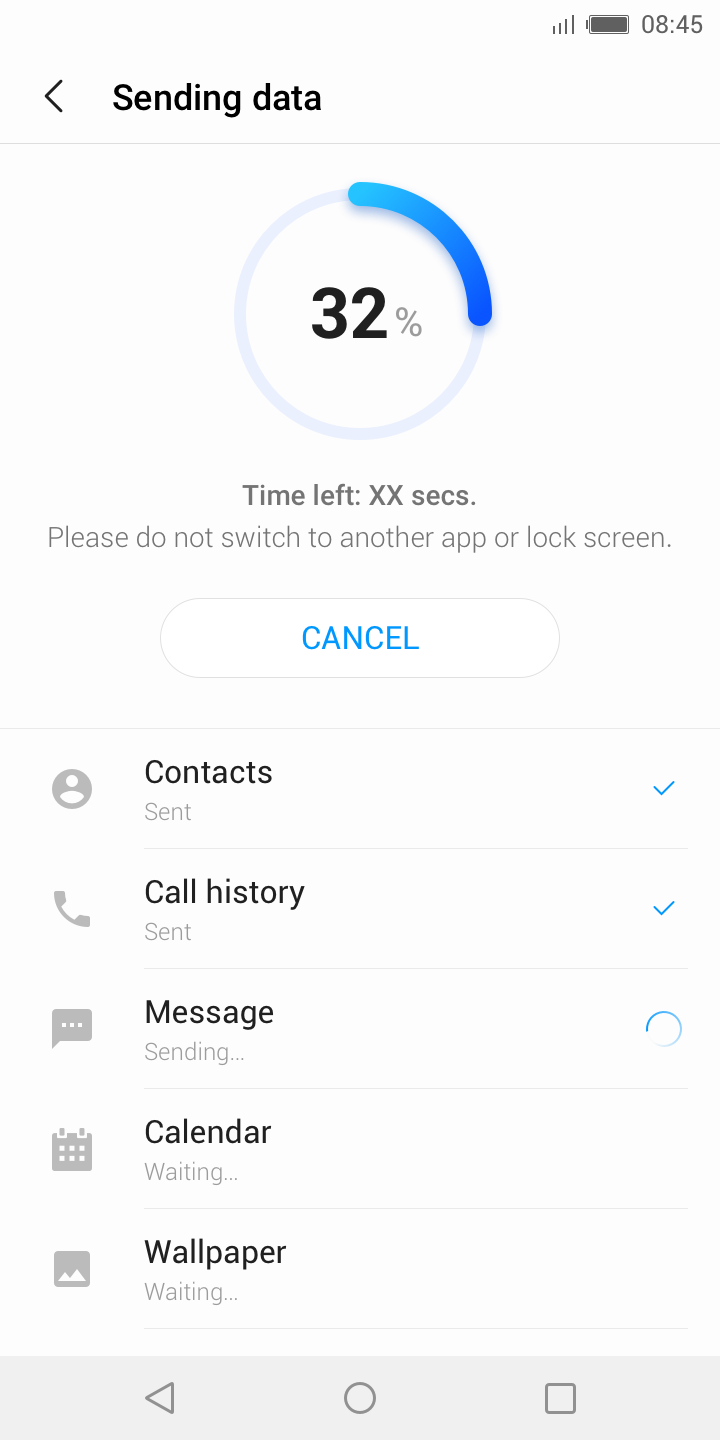 08:45
Sending data
32 %
Time left: XX secs.
Please do not switch to another app or lock screen.
CANCEL
Contacts
Sent
Call history
Sent
Message
Sending...
Calendar
Waiting...
Wallpaper
Waiting...